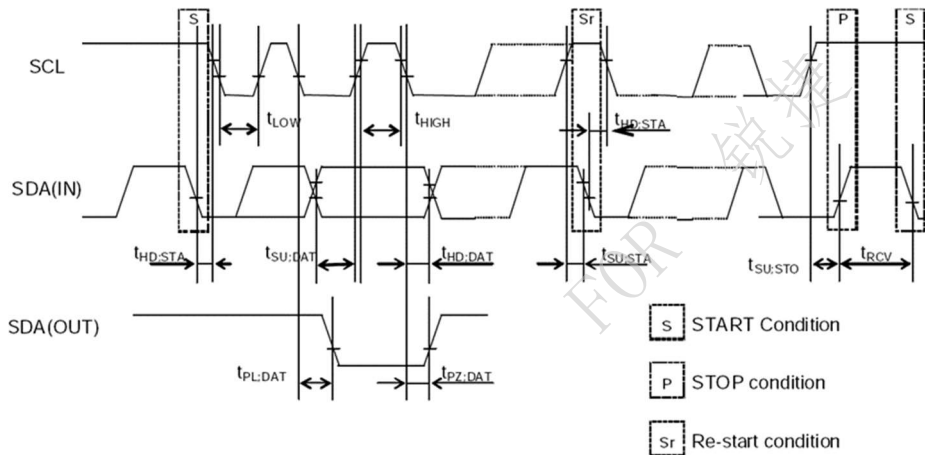 S Sr P S
SCL
tLOW tHIGH tHD:STA
SDA(IN)
tHD:STA tSU:DAT tHD:DAT tSU:STA tSU:STO tRCV
SDA(OUT)
S START Condition
tPL:DAT tPZ:DAT
P STOP condition
Sr Re-start condition
FOR 锐捷